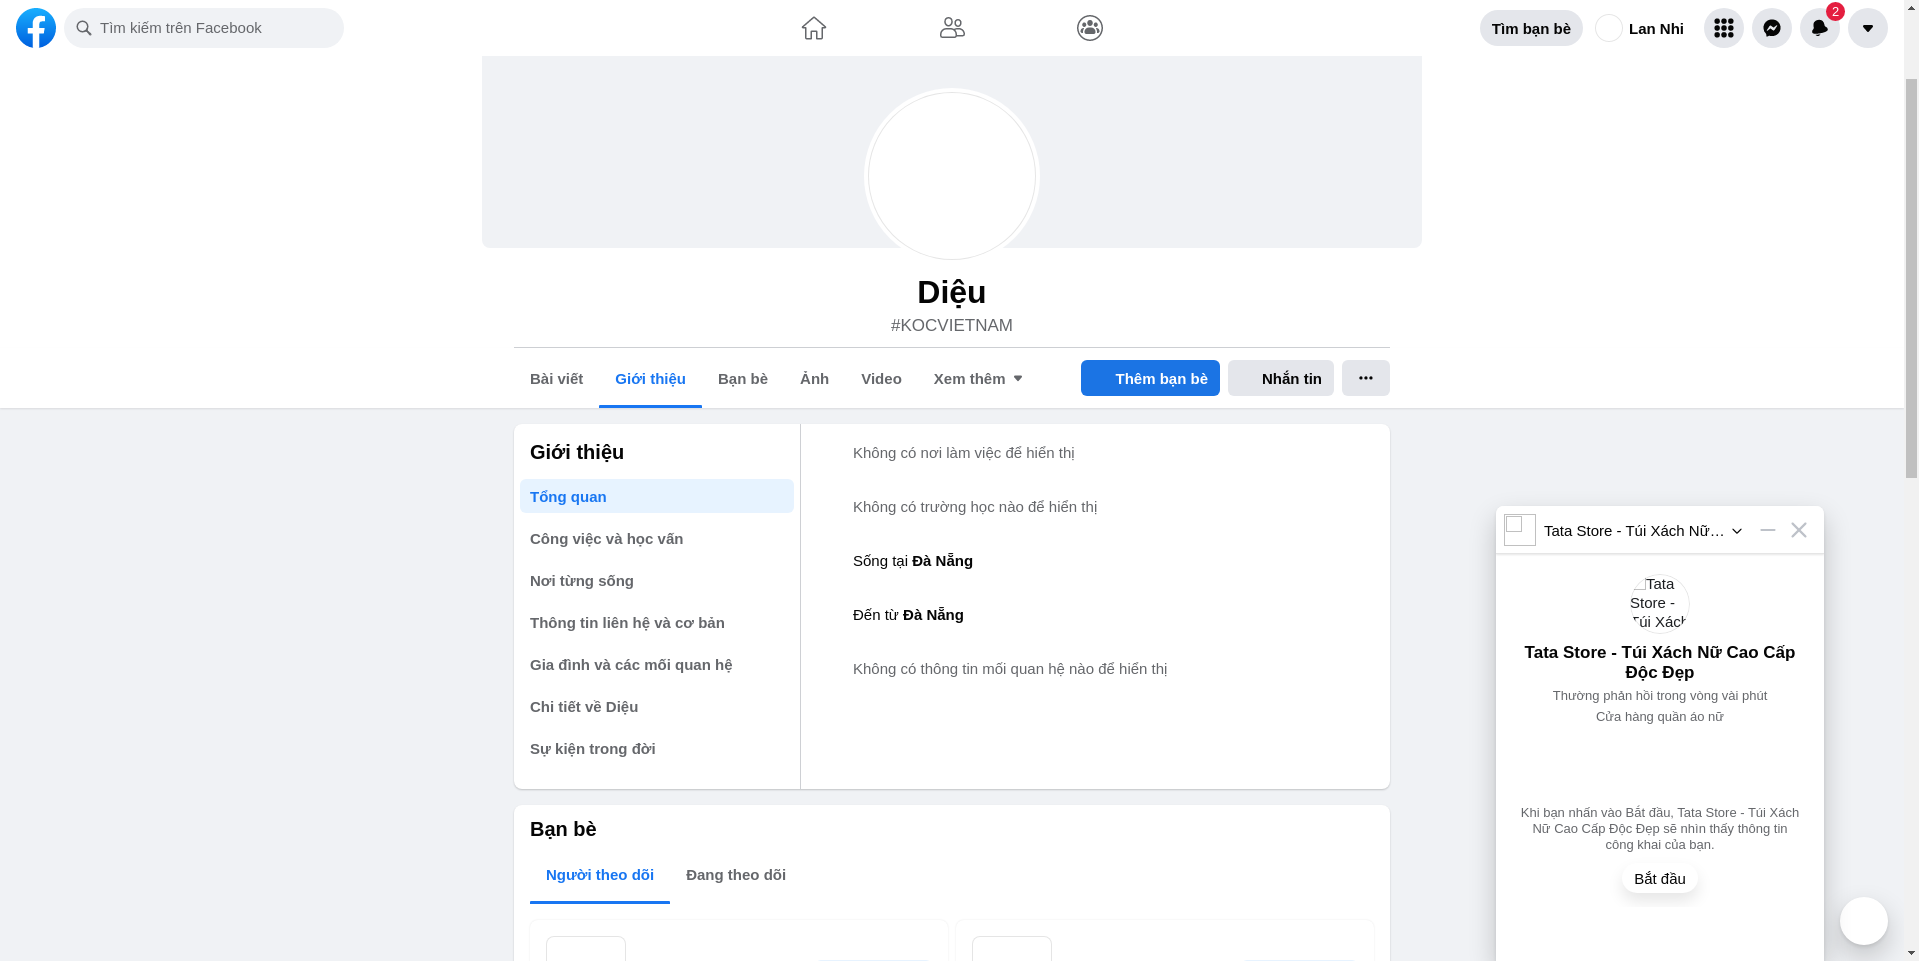 Tìm kiếm trên Facebook
Tìm bạn bè
Lan Nhi
2
Diệu
#KOCVIETNAM
Bài viết
Giới thiệu
Bạn bè
Ảnh
Video
Xem thêm
Thêm bạn bè
Nhắn tin
Giới thiệu
Tổng quan
Công việc và học vấn
Nơi từng sống
Thông tin liên hệ và cơ bản
Gia đình và các mối quan hệ
Chi tiết về Diệu
Sự kiện trong đời
Không có nơi làm việc để hiển thị
Không có trường học nào để hiển thị
Sống tại Đà Nẵng
Đến từ Đà Nẵng
Không có thông tin mối quan hệ nào để hiển thị
Bạn bè
Người theo dõi
Đang theo dõi
Tata Store - Túi Xách Nữ…
Tata
Store -
Túi Xách
Tata Store - Túi Xách Nữ Cao Cấp
Độc Đẹp
Thường phản hồi trong vòng vài phút
Cửa hàng quần áo nữ
Khi bạn nhấn vào Bắt đầu, Tata Store - Túi Xách
Nữ Cao Cấp Độc Đẹp sẽ nhìn thấy thông tin
công khai của bạn.
Bắt đầu